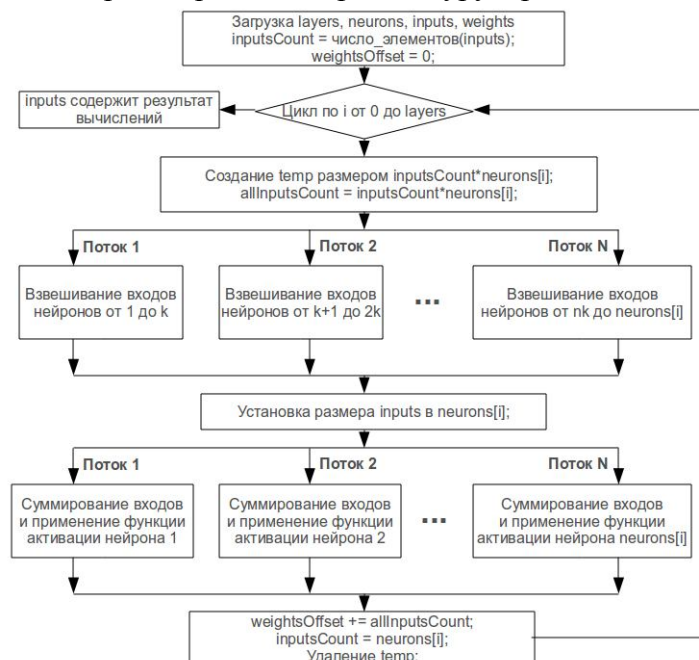 Загрузка layers, neurons, inputs, weights
inputsCount = число_элементов(inputs);
weightsOffset = 0;
inputs содержит результат
вычислений
Цикл по i от 0 до layers
Создание temp размером inputsCount*neurons[i];
allInputsCount = inputsCount*neurons[i];
Поток 1
Поток 2
Поток N
Взвешивание входов
нейронов от 1 до k
Взвешивание входов
нейронов от k+1 до 2k
...
Взвешивание входов
нейронов от nk до neurons[i]
Установка размера inputs в neurons[i];
Поток 1
Поток 2
Поток N
Суммирование входов
и применение функции
активации нейрона 1
Суммирование входов
и применение функции
активации нейрона 2
...
Суммирование входов
и применение функции
активации нейрона neurons[i]
weightsOffset += allInputsCount;
inputsCount = neurons[i];
Удаление temp;